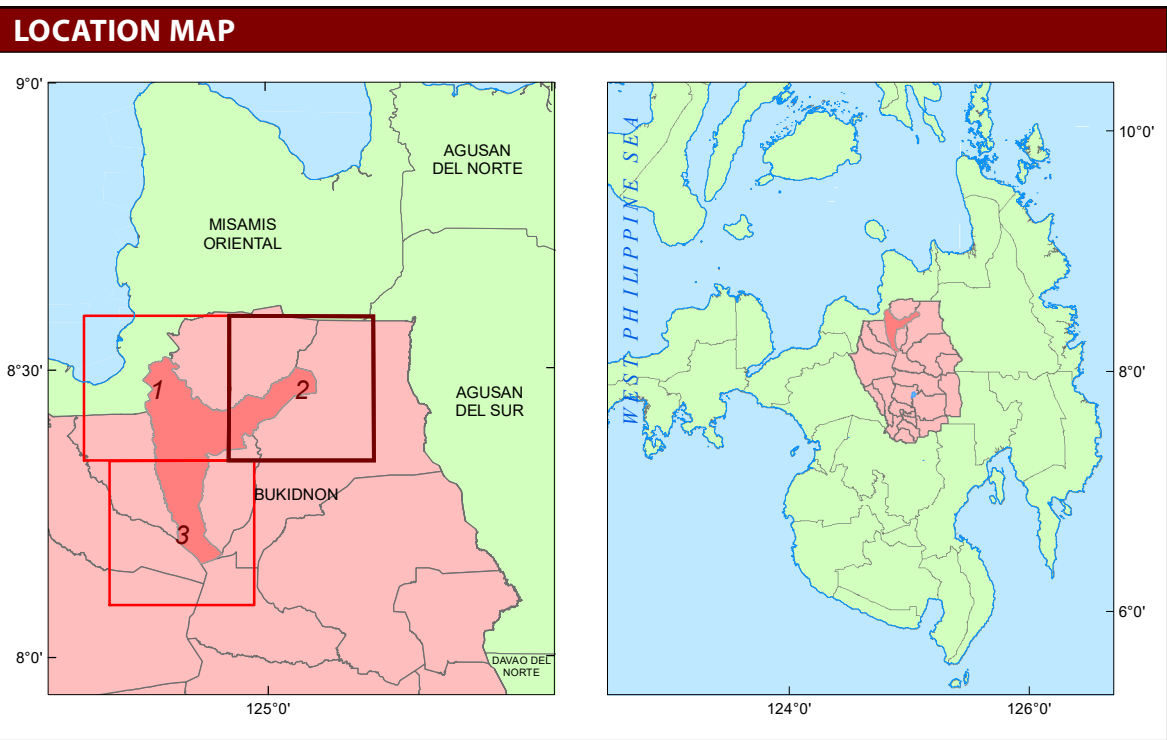 LOCATION MAP
9°0'
8°30'
8°0'
125°0'
AGUSAN
DEL NORTE
MISAMIS
ORIENTAL
AGUSAN
DEL SUR
1
2
BUKIDNON
3
DAVAO DEL
NORTE
WEST PHILIPPINE SEA
10°0'
8°0'
6°0'
124°0'
126°0'